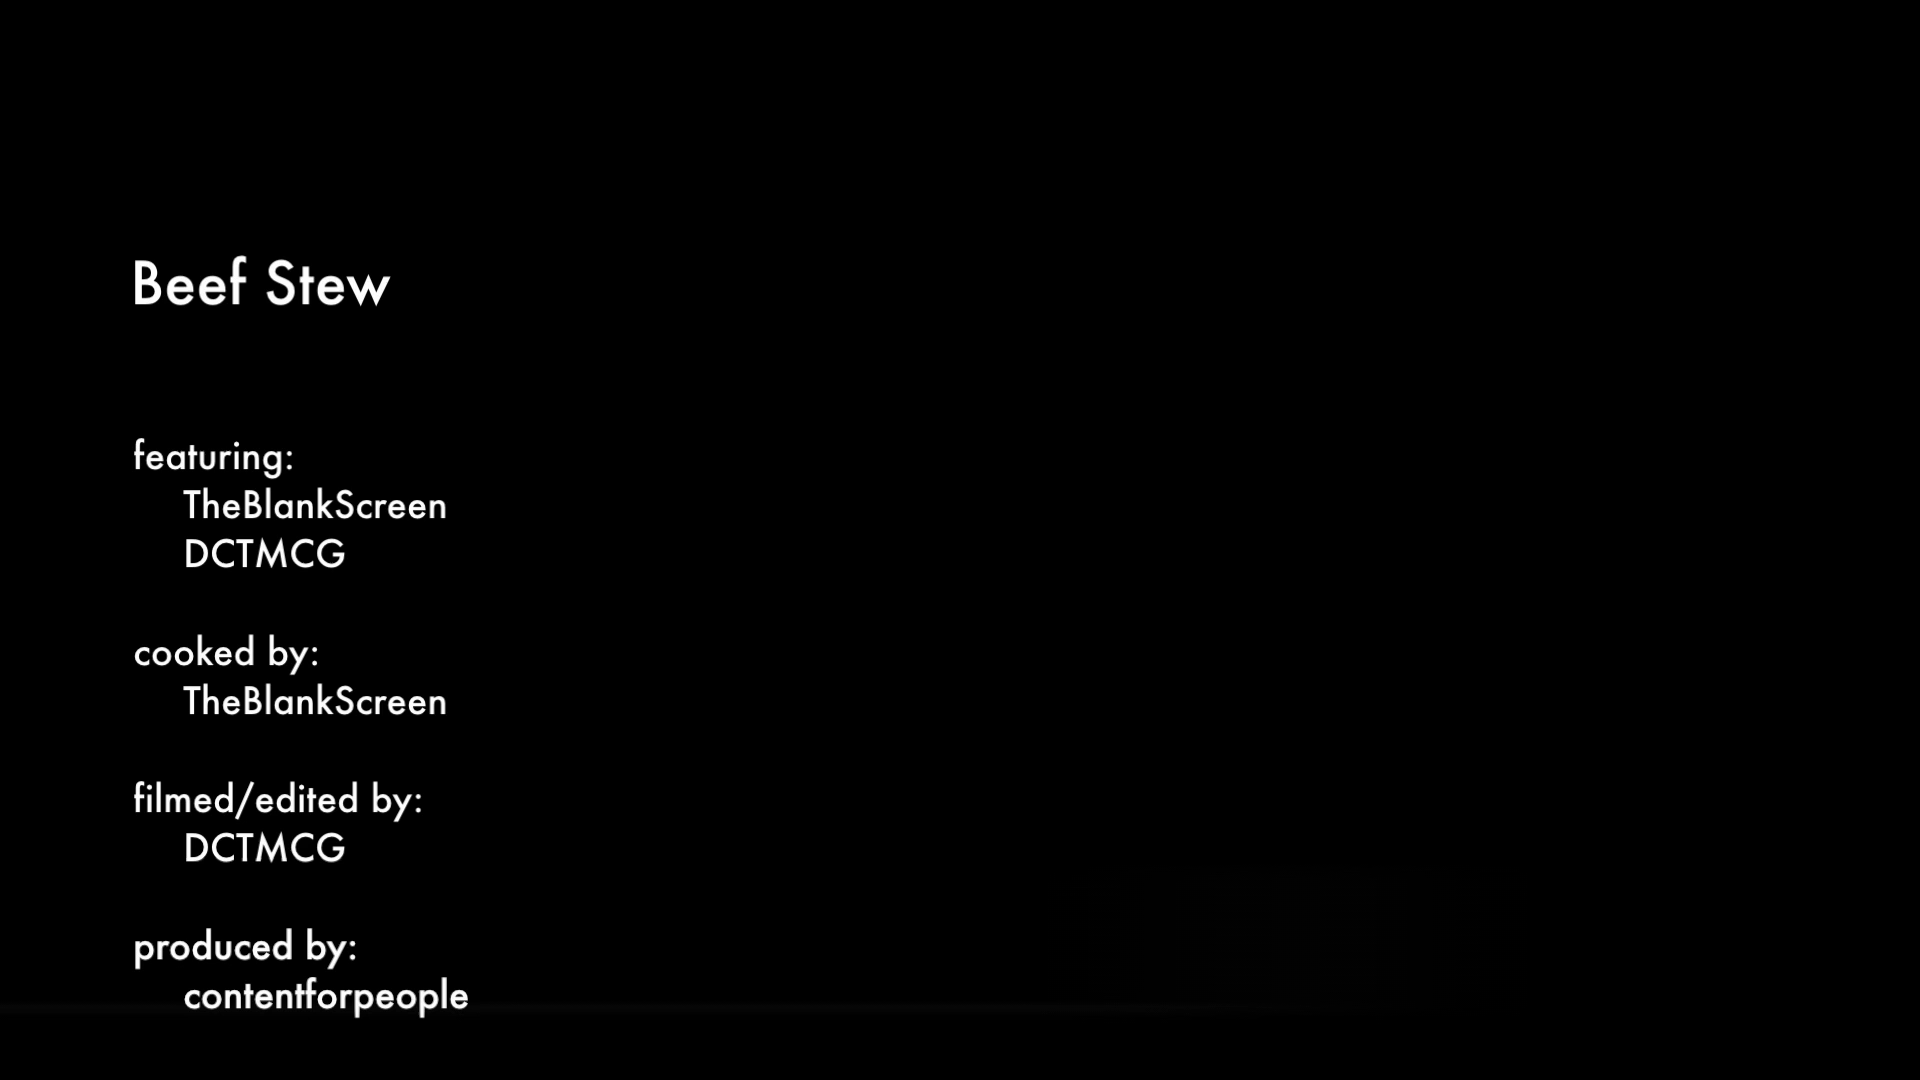 Beef Stew
featuring:
TheBlankScreen
DCTMCG
cooked by:
TheBlankScreen
filmed/edited by:
DCTMCG
produced by:
contentforpeople